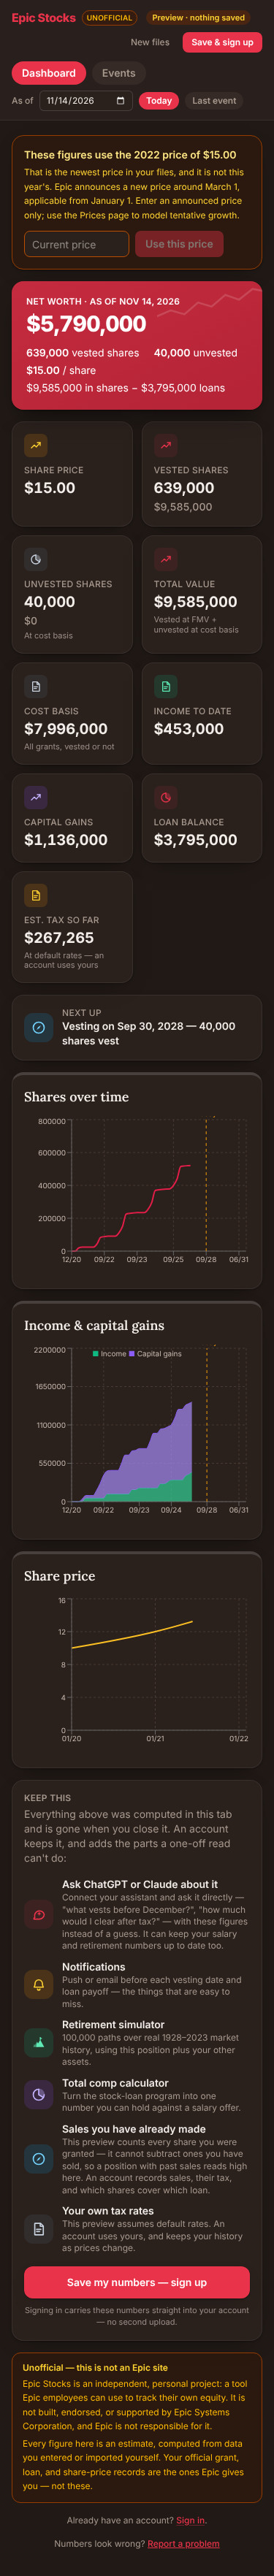 Epic Stocks UNOFFICIAL Preview · nothing saved
New files Save & sign up
Dashboard Events
As of 11/14/2026 Today Last event
These figures use the 2022 price of $15.00
That is the newest price in your files, and it is not this
year's. Epic announces a new price around March 1,
applicable from January 1. Enter an announced price
only; use the Prices page to model tentative growth.
Current price Use this price
NET WORTH · AS OF NOV 14, 2026
$5,790,000
639,000 vested shares 40,000 unvested
$15.00 / share
$9,585,000 in shares − $3,795,000 loans
SHARE PRICE
$15.00
VESTED SHARES
639,000
$9,585,000
UNVESTED SHARES
40,000
$0
At cost basis
TOTAL VALUE
$9,585,000
Vested at FMV +
unvested at cost basis
COST BASIS
$7,996,000
All grants, vested or not
INCOME TO DATE
$453,000
CAPITAL GAINS
$1,136,000
LOAN BALANCE
$3,795,000
EST. TAX SO FAR
$267,265
At default rates — an
account uses yours
NEXT UP
Vesting on Sep 30, 2028 — 40,000
shares vest
Shares over time
800000
600000
400000
200000
0
12/20 09/22 09/23 09/25 09/28 06/31
Income & capital gains
2200000
Income Capital gains
1650000
1100000
550000
0
12/20 09/22 09/23 09/24 09/28 06/31
Share price
16
12
8
4
0
01/20 01/21 01/22
KEEP THIS
Everything above was computed in this tab
and is gone when you close it. An account
keeps it, and adds the parts a one-off read
can't do:
Ask ChatGPT or Claude about it
Connect your assistant and ask it directly —
"what vests before December?", "how much
would I clear after tax?" — with these figures
instead of a guess. It can keep your salary
and retirement numbers up to date too.
Notifications
Push or email before each vesting date and
loan payoff — the things that are easy to
miss.
Retirement simulator
100,000 paths over real 1928–2023 market
history, using this position plus your other
assets.
Total comp calculator
Turn the stock-loan program into one
number you can hold against a salary offer.
Sales you have already made
This preview counts every share you were
granted — it cannot subtract ones you have
sold, so a position with past sales reads high
here. An account records sales, their tax,
and which shares cover which loan.
Your own tax rates
This preview assumes default rates. An
account uses yours, and keeps your history
as prices change.
Save my numbers — sign up
Signing in carries these numbers straight into your account
— no second upload.
Unofficial — this is not an Epic site
Epic Stocks is an independent, personal project: a tool
Epic employees can use to track their own equity. It is
not built, endorsed, or supported by Epic Systems
Corporation, and Epic is not responsible for it.
Every figure here is an estimate, computed from data
you entered or imported yourself. Your official grant,
loan, and share-price records are the ones Epic gives
you — not these.
Already have an account? Sign in.
Numbers look wrong? Report a problem